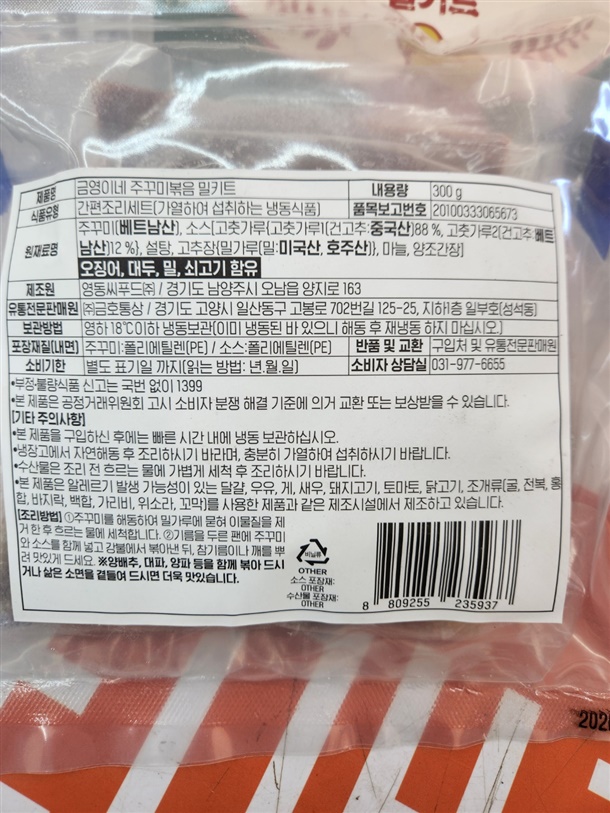 밀키트
제품명 금영이네 주꾸미볶음 밀키트 내용량 300 g
식품유형 간편조리세트(가열하여 섭취하는 냉동식품) 품목보고번호 20100333065673
원재료명 주꾸미(베트남산), 소스{고춧가루[고춧가루1(건고추:중국산)88 %, 고춧가루2(건고추:베트
남산)12 %], 설탕, 고추장{밀가루(밀:미국산, 호주산)}, 마늘, 양조간장}
오징어, 대두, 밀, 쇠고기 함유
제조원 영동씨푸드㈜ / 경기도 남양주시 오남읍 양지로 163
유통전문판매원 ㈜금호통상 / 경기도 고양시 일산동구 고봉로 702번길 125-25, 지하1층 일부호(성석동)
보관방법 영하 18℃이하 냉동보관(이미 냉동된 바 있으니 해동 후 재냉동 하지 마십시오.)
포장재질(내면) 주꾸미:폴리에틸렌(PE) / 소스:폴리에틸렌(PE) 반품 및 교환 구입처 및 유통전문판매원
소비기한 별도 표기일 까지(읽는 방법: 년.월.일) 소비자 상담실 031-977-6655
•부정·불량식품 신고는 국번 없이 1399
•본 제품은 공정거래위원회 고시 소비자 분쟁 해결 기준에 의거 교환 또는 보상받을 수 있습니다.
[기타 주의사항]
•본 제품을 구입하신 후에는 빠른 시간 내에 냉동 보관하십시오.
•냉장고에서 자연해동 후 조리하시기 바라며, 충분히 가열하여 섭취하시기 바랍니다.
•수산물은 조리 전 흐르는 물에 가볍게 세척 후 조리하시기 바랍니다.
•본 제품은 알레르기 발생 가능성이 있는 달걀, 우유, 게, 새우, 돼지고기, 토마토, 닭고기, 조개류(굴, 전복, 홍
합, 바지락, 백합, 가리비, 위소라, 꼬막)를 사용한 제품과 같은 제조시설에서 제조하고 있습니다.
[조리방법] ①주꾸미를 해동하여 밀가루에 묻혀 이물질을 제
거 한 후 흐르는 물에 세척합니다. ②기름을 두른 팬에 주꾸미
와 소스를 함께 넣고 강불에서 볶아낸 뒤, 참기름이나 깨를 뿌
려 맛있게 드세요. ※양배추, 대파, 양파 등을 함께 볶아 드시
거나 삶은 소면을 곁들여 드시면 더욱 맛있습니다.
비닐류
OTHER
소스 포장재:
OTHER
수산물 포장재:
OTHER
8 809255 235937
202